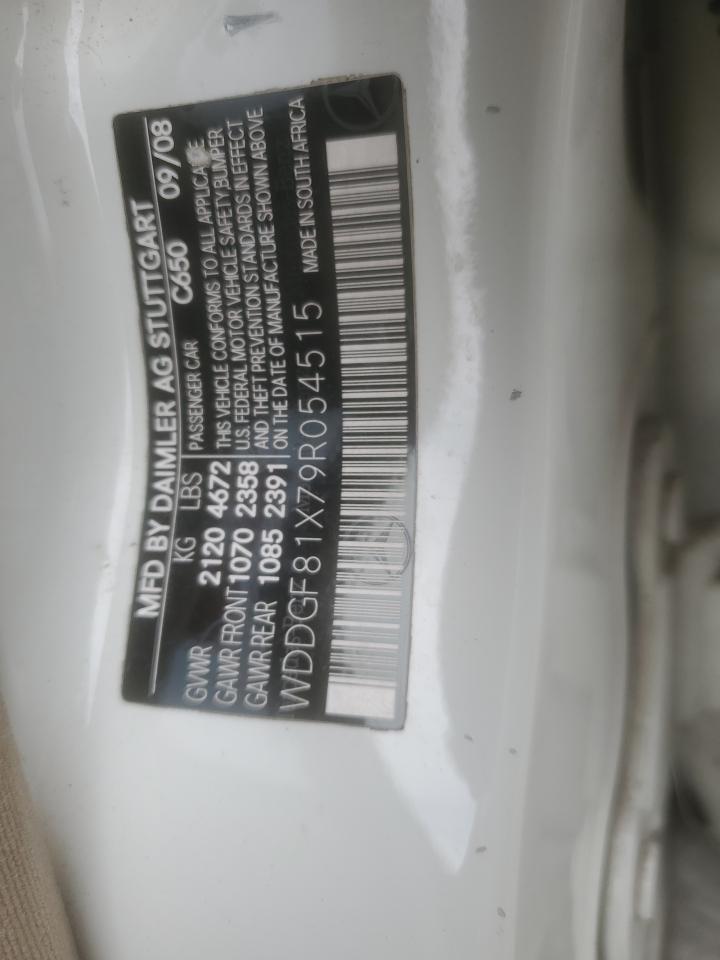 MFD BY DAIMLER AG STUTTGART
C650 09/08
KG LBS PASSENGER CAR
GVWR 2120 4672 THIS VEHICLE CONFORMS TO ALL APPLICABLE
GAWR FRONT 1070 2358 U.S. FEDERAL MOTOR VEHICLE SAFETY, BUMPER
GAWR REAR 1085 2391 AND THEFT PREVENTION STANDARDS IN EFFECT
ON THE DATE OF MANUFACTURE SHOWN ABOVE
WDDGF81X79R054515 MADE IN SOUTH AFRICA